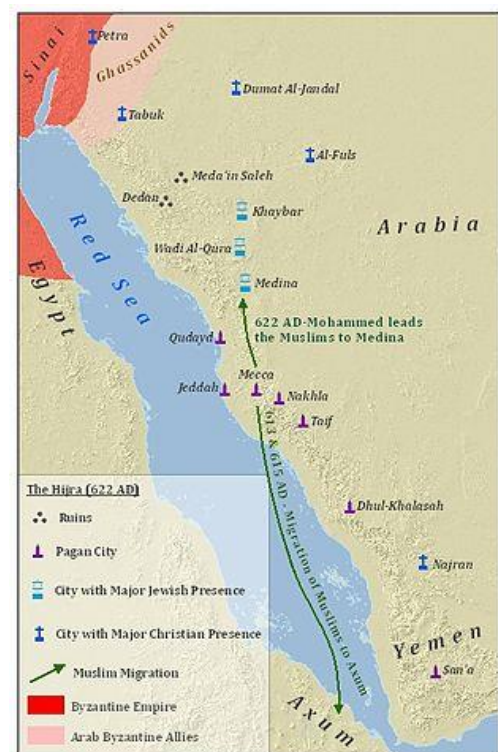 Petra
Sinai
Ghassanids
Dumat Al-Jandal
Tabuk
Al-Fuls
Meda'in Saleh
Dedan
Khaybar
Arabia
Red Sea
Wadi Al-Qura
Egypt
Medina
622 AD-Mohammed leads
the Muslims to Medina
Qudayd
Mecca
Jeddah
Nakhla
Taif
613 & 615 AD - Migration of Muslims to Axum
Dhul-Khalasah
Najran
Yemen
San'a
Axum
The Hijra (622 AD)
Ruins
Pagan City
City with Major Jewish Presence
City with Major Christian Presence
Muslim Migration
Byzantine Empire
Arab Byzantine Allies